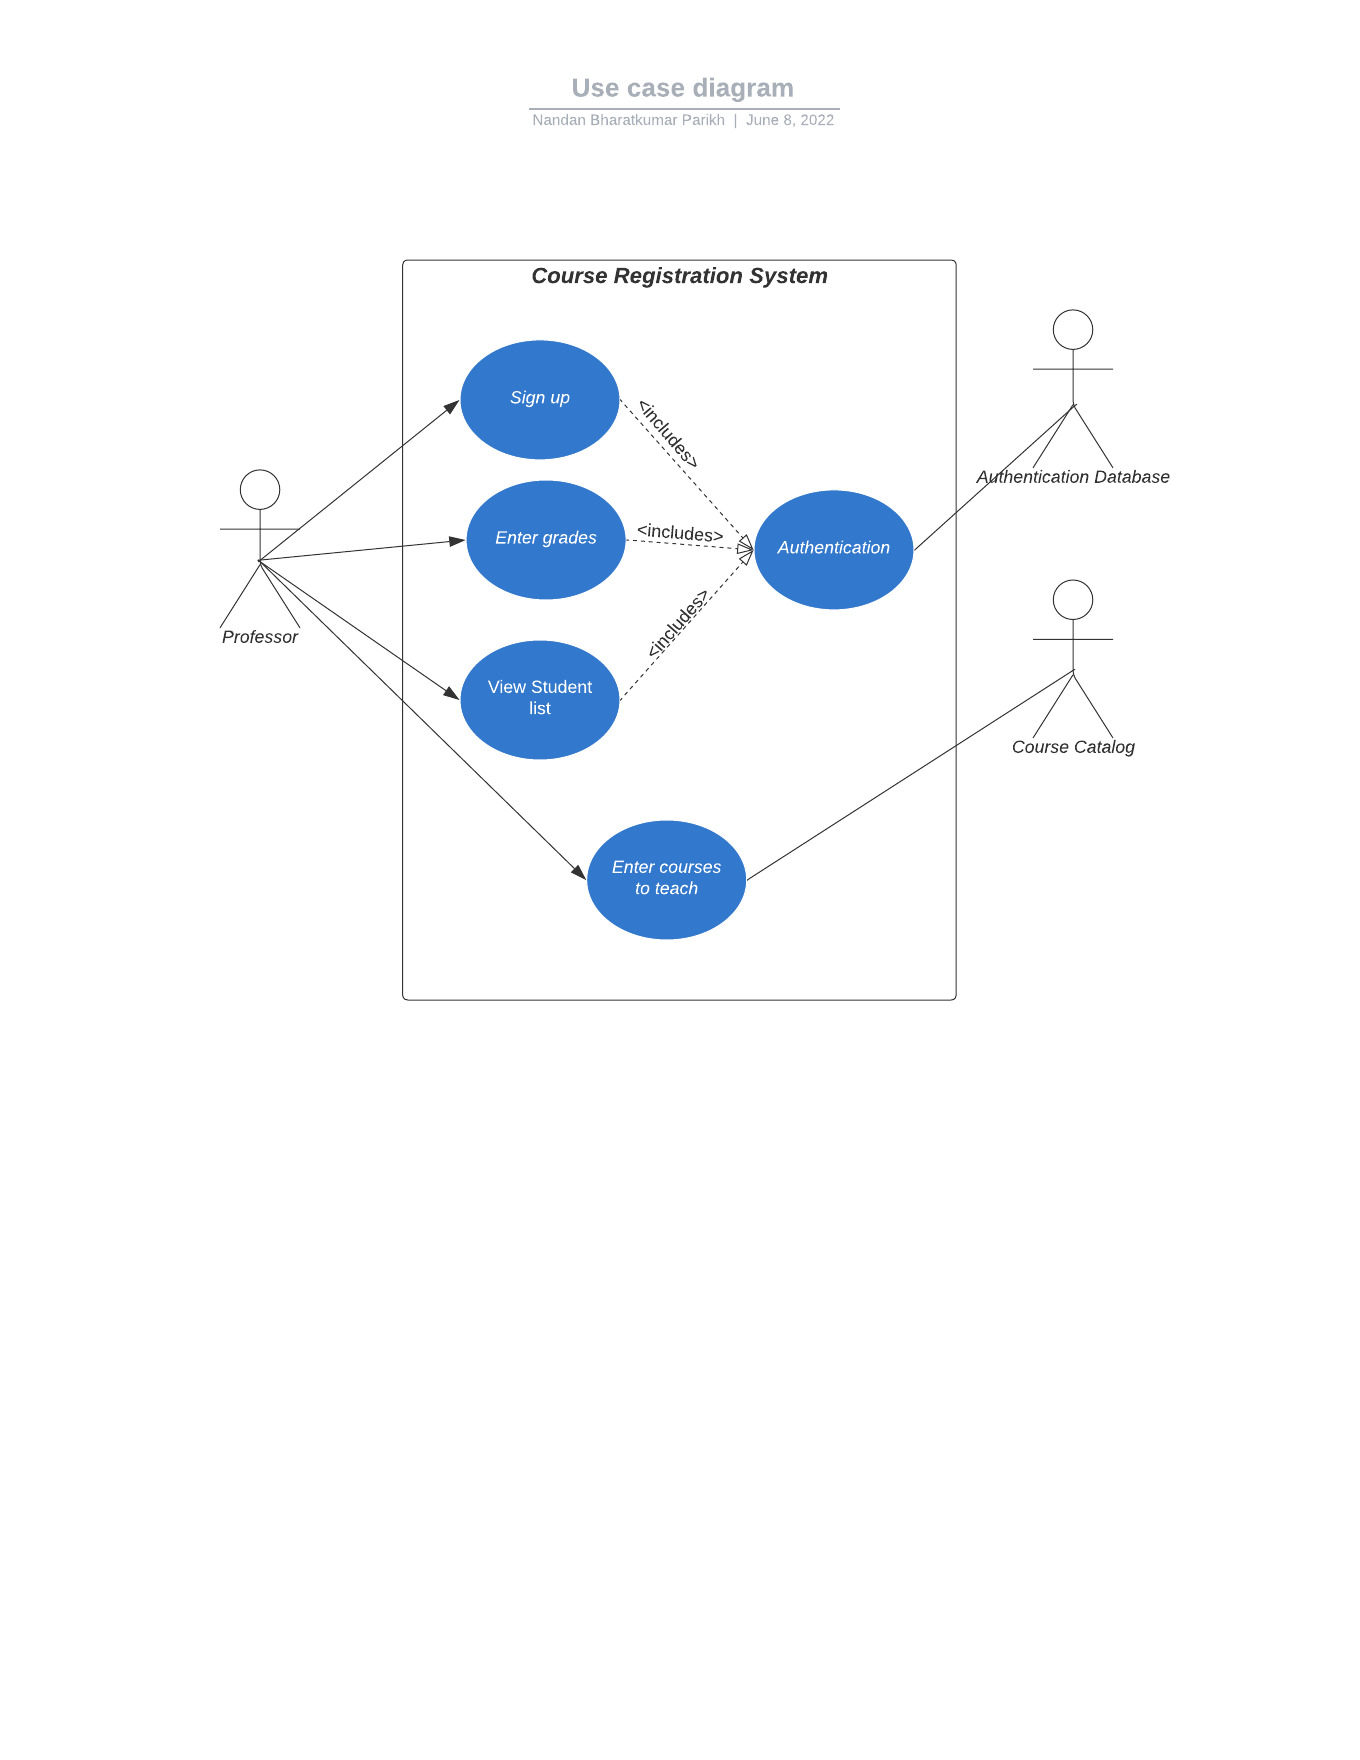 Use case diagram
Nandan Bharatkumar Parikh | June 8, 2022
Course Registration System
Sign up
<includes>
Authentication Database
Enter grades
<includes>
Authentication
Professor
<includes>
View Student
list
Course Catalog
Enter courses
to teach